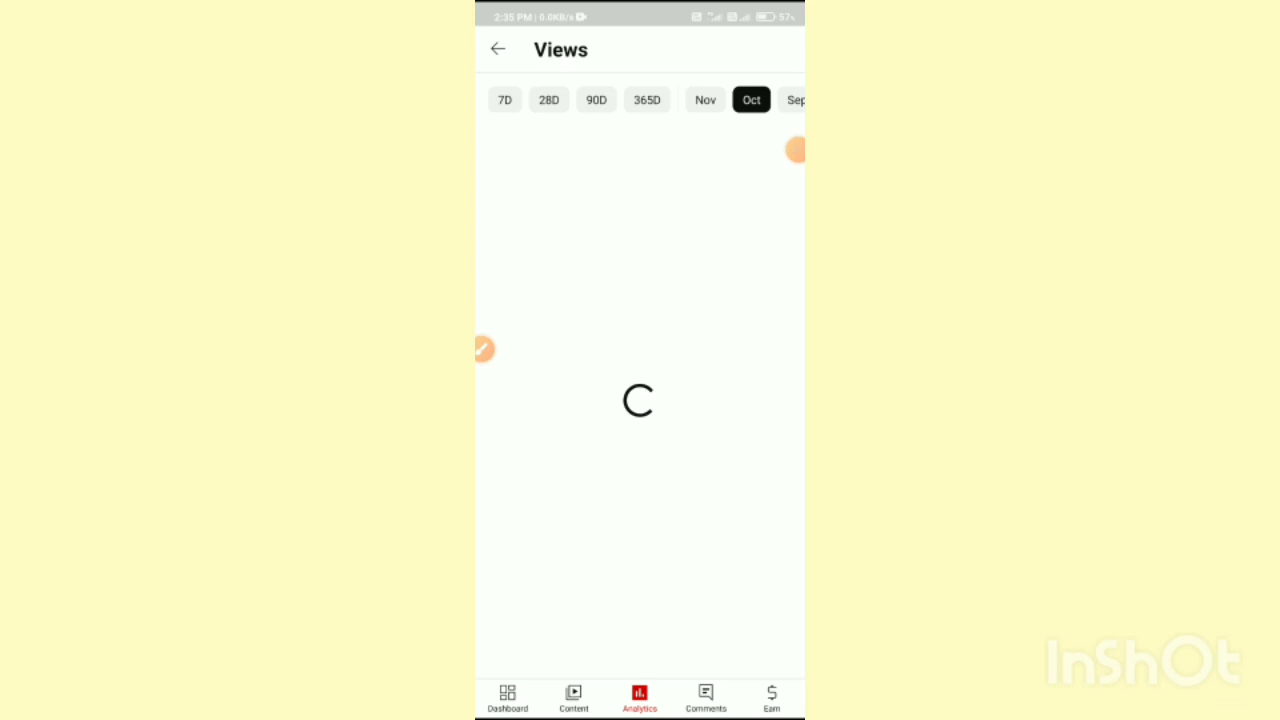 2:35 PM | 0.0KB/s 57%
Views
7D 28D 90D 365D Nov Oct Sep
Dashboard Content Analytics Comments Earn
InShOt